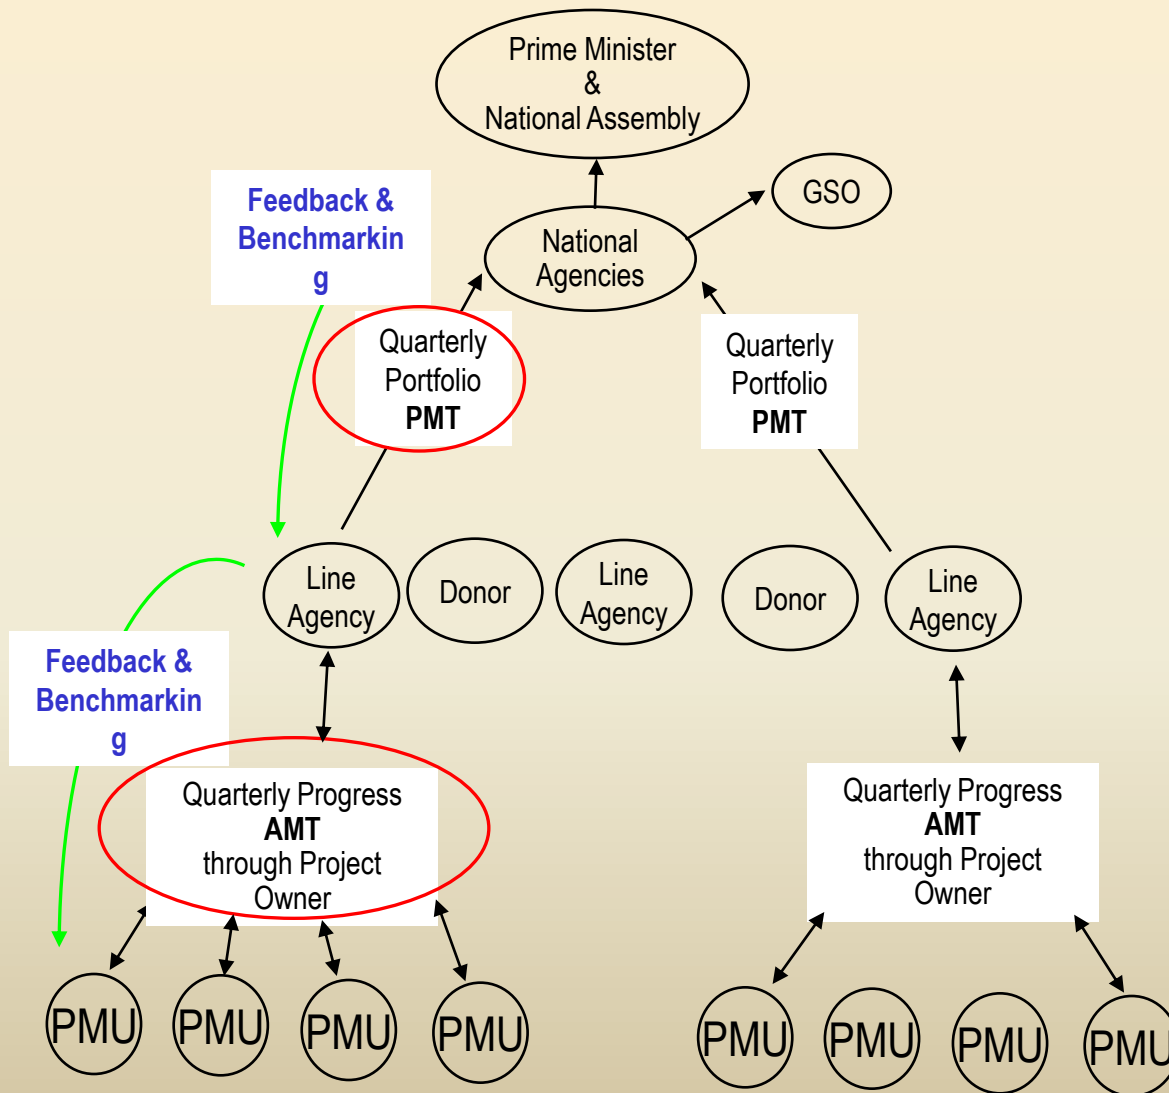 Prime Minister
&
National Assembly
GSO
Feedback &
Benchmarkin
g
National
Agencies
Quarterly
Portfolio
PMT
Quarterly
Portfolio
PMT
Line
Agency
Donor
Line
Agency
Donor
Line
Agency
Feedback &
Benchmarkin
g
Quarterly Progress
AMT
through Project
Owner
Quarterly Progress
AMT
through Project
Owner
PMU
PMU
PMU
PMU
PMU
PMU
PMU
PMU